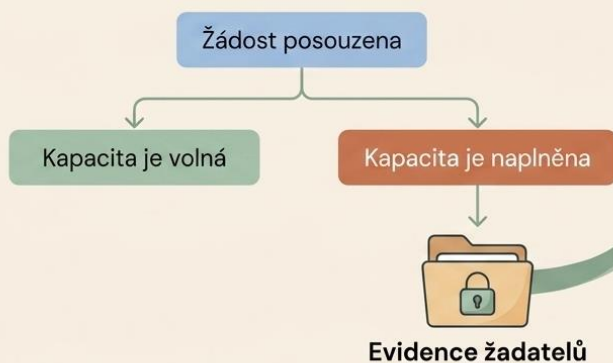 Žádost posouzena
Kapacita je volná
Kapacita je naplněna
Evidence žadatelů